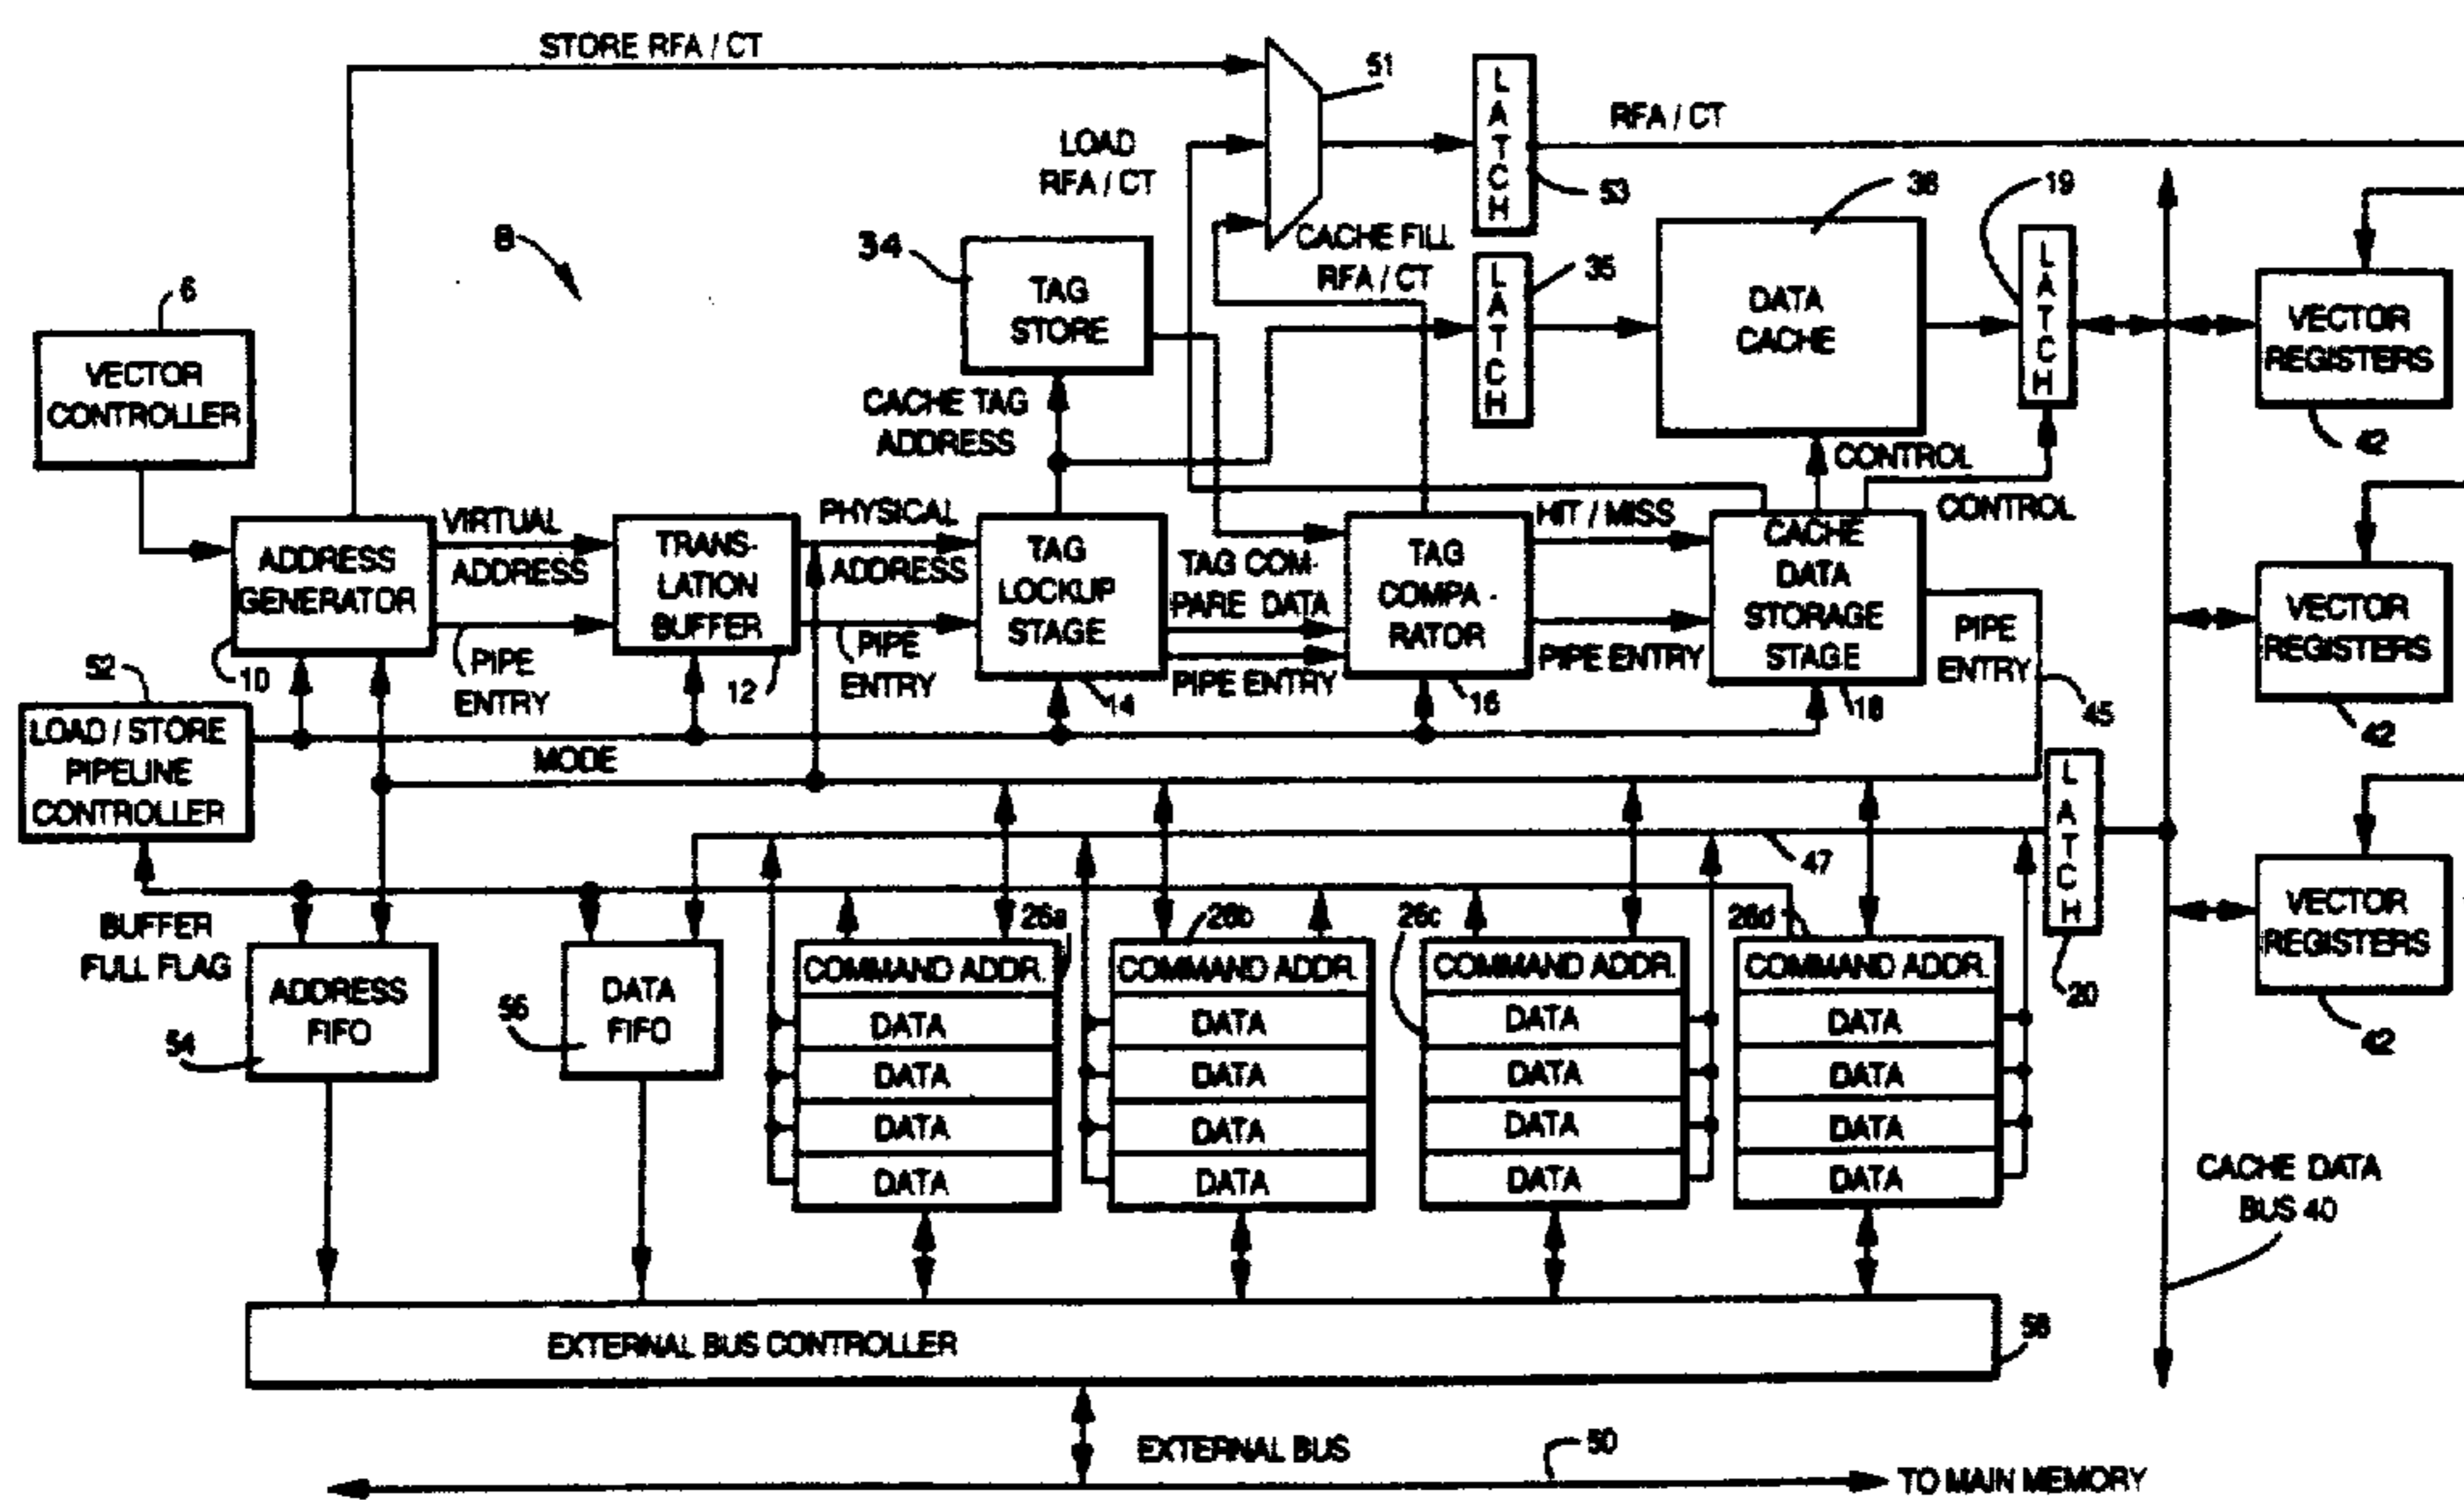 STORE RFA / CT
51
LATCH
RFA / CT
LOAD
RFA / CT
53
38
19
8
34
TAG
STORE
CACHE FILL
RFA / CT
LATCH
35
DATA
CACHE
LATCH
VECTOR
REGISTERS
42
6
VECTOR
CONTROLLER
CACHE TAG
ADDRESS
CONTROL
CONTROL
VIRTUAL
ADDRESS
PHYSICAL
ADDRESS
HIT / MISS
ADDRESS
GENERATOR
TRANS-
LATION
BUFFER
TAG
LOCKUP
STAGE
TAG COM-
PARE DATA
TAG
COMPA -
RATOR
CACHE
DATA
STORAGE
STAGE
PIPE
ENTRY
VECTOR
REGISTERS
42
10
PIPE
ENTRY
12
PIPE
ENTRY
14
PIPE ENTRY
16
PIPE ENTRY
18
45
52
LOAD / STORE
PIPELINE
CONTROLLER
MODE
LATCH
47
20
VECTOR
REGISTERS
42
BUFFER
FULL FLAG
26a
26b
26c
26d
ADDRESS
FIFO
54
DATA
FIFO
56
COMMAND ADDR.
DATA
DATA
DATA
DATA
COMMAND ADDR.
DATA
DATA
DATA
DATA
COMMAND ADDR.
DATA
DATA
DATA
DATA
COMMAND ADDR.
DATA
DATA
DATA
DATA
CACHE DATA
BUS 40
EXTERNAL BUS CONTROLLER
58
EXTERNAL BUS
50
TO MAIN MEMORY